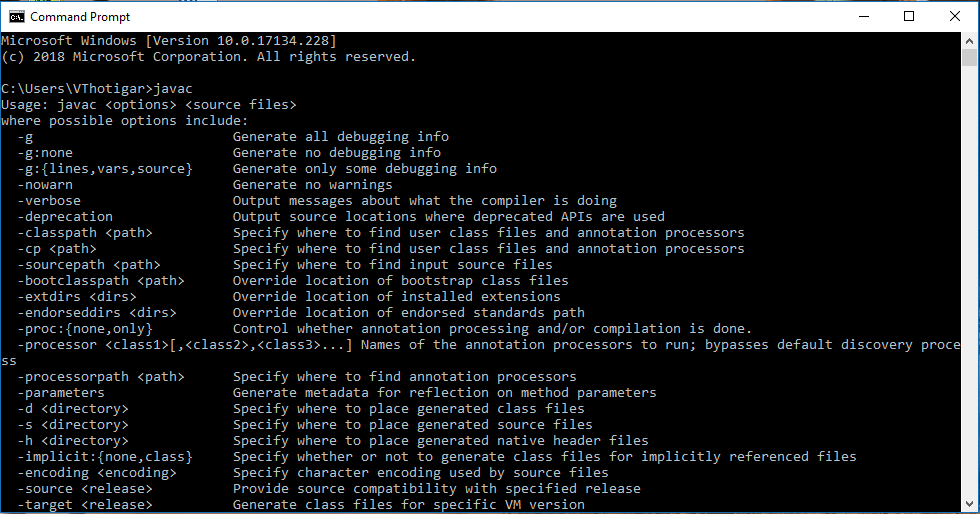 Command Prompt
Microsoft Windows [Version 10.0.17134.228]
(c) 2018 Microsoft Corporation. All rights reserved.
C:\Users\VThotigar>javac
Usage: javac <options> <source files>
where possible options include:
  -g                         Generate all debugging info
  -g:none                    Generate no debugging info
  -g:{lines,vars,source}     Generate only some debugging info
  -nowarn                    Generate no warnings
  -verbose                   Output messages about what the compiler is doing
  -deprecation               Output source locations where deprecated APIs are used
  -classpath <path>          Specify where to find user class files and annotation processors
  -cp <path>                 Specify where to find user class files and annotation processors
  -sourcepath <path>         Specify where to find input source files
  -bootclasspath <path>      Override location of bootstrap class files
  -extdirs <dirs>            Override location of installed extensions
  -endorseddirs <dirs>       Override location of endorsed standards path
  -proc:{none,only}          Control whether annotation processing and/or compilation is done.
  -processor <class1>[,<class2>,<class3>...] Names of the annotation processors to run; bypasses default discovery proce
ss
  -processorpath <path>      Specify where to find annotation processors
  -parameters                Generate metadata for reflection on method parameters
  -d <directory>             Specify where to place generated class files
  -s <directory>             Specify where to place generated source files
  -h <directory>             Specify where to place generated native header files
  -implicit:{none,class}     Specify whether or not to generate class files for implicitly referenced files
  -encoding <encoding>       Specify character encoding used by source files
  -source <release>          Provide source compatibility with specified release
  -target <release>          Generate class files for specific VM version